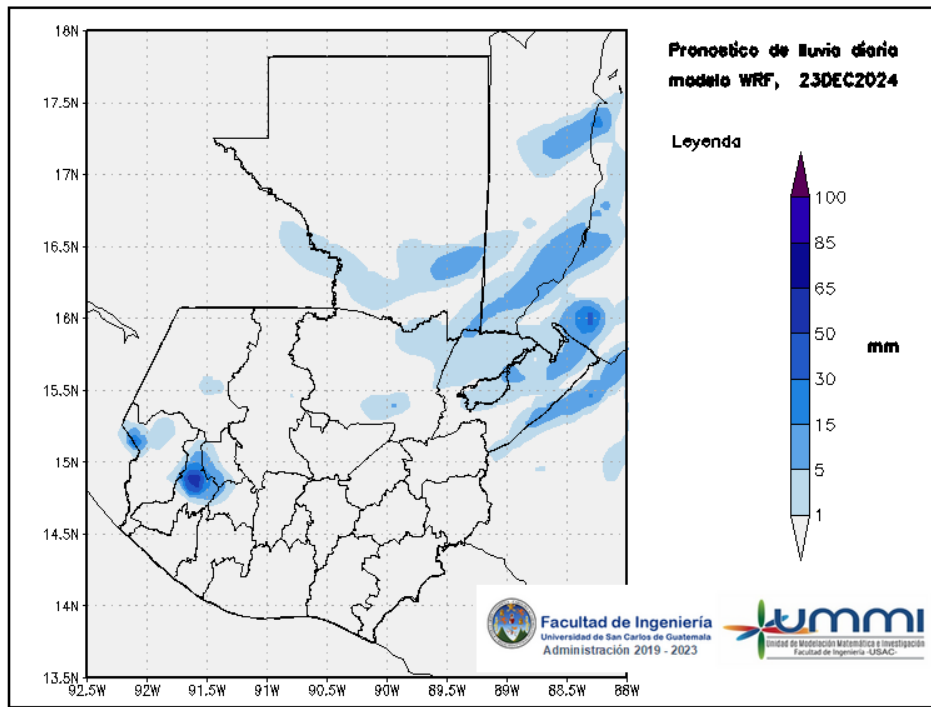 Pronostico de lluvia diaria
modelo WRF, 23DEC2024
Leyenda
100
85
65
50
30
15
5
1
mm
18N
17.5N
17N
16.5N
16N
15.5N
15N
14.5N
14N
13.5N
92.5W 92W 91.5W 91W 90.5W 90W 89.5W 89W 88.5W 88W
Facultad de Ingeniería
Universidad de San Carlos de Guatemala
Administración 2019 - 2023
UMMI
Unidad de Modelación Matemática e Investigación
Facultad de Ingeniería -USAC-